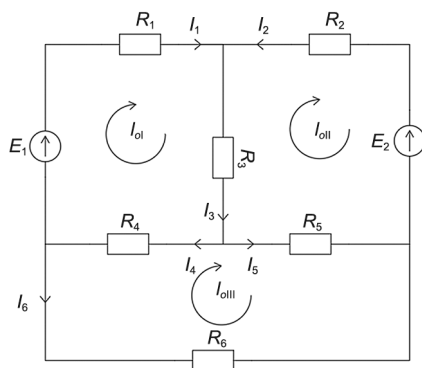 R1 I1 I2 R2
E1 IoI R3 IoII E2
I3
R4 I4 I5 R5
I6 IoIII
R6